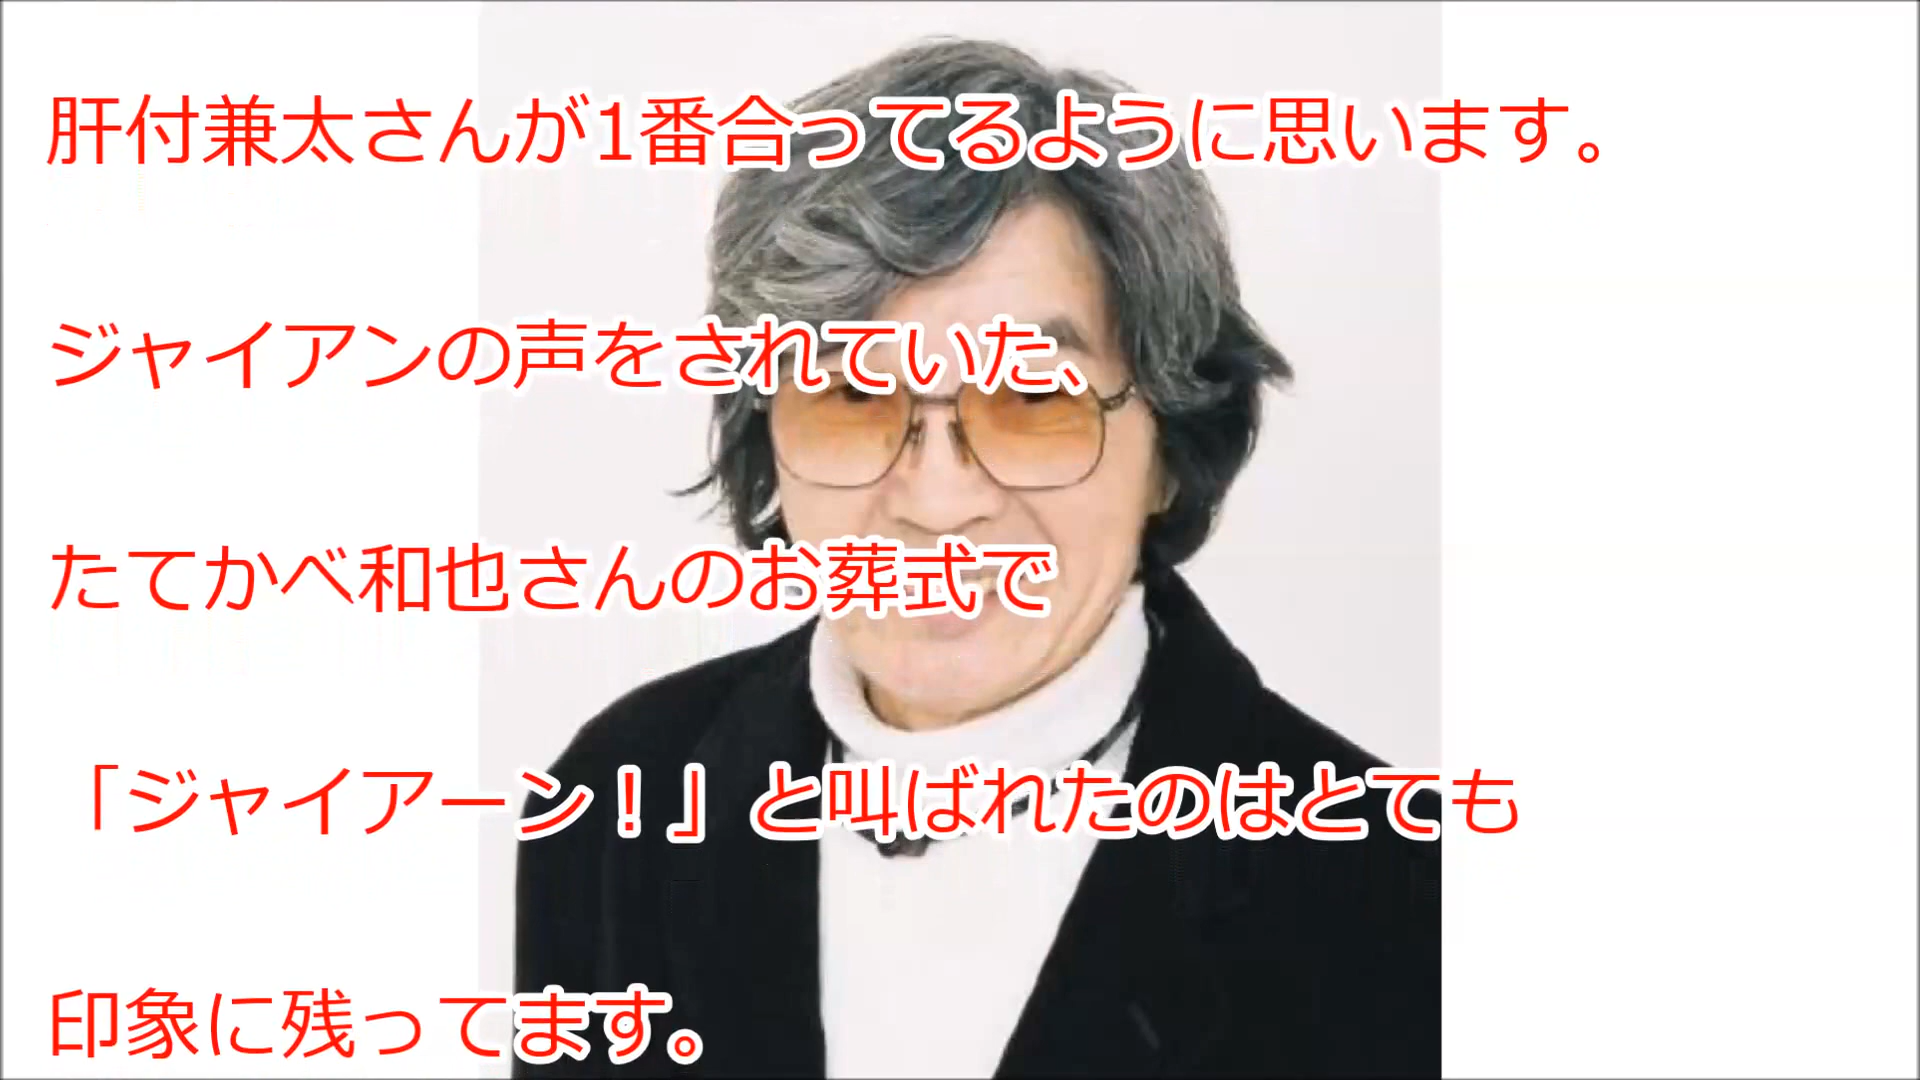 肝付兼太さんが1番合ってるように思います。
ジャイアンの声をされていた、
たてかべ和也さんのお葬式で
「ジャイアーン！」と叫ばれたのはとても
印象に残ってます。